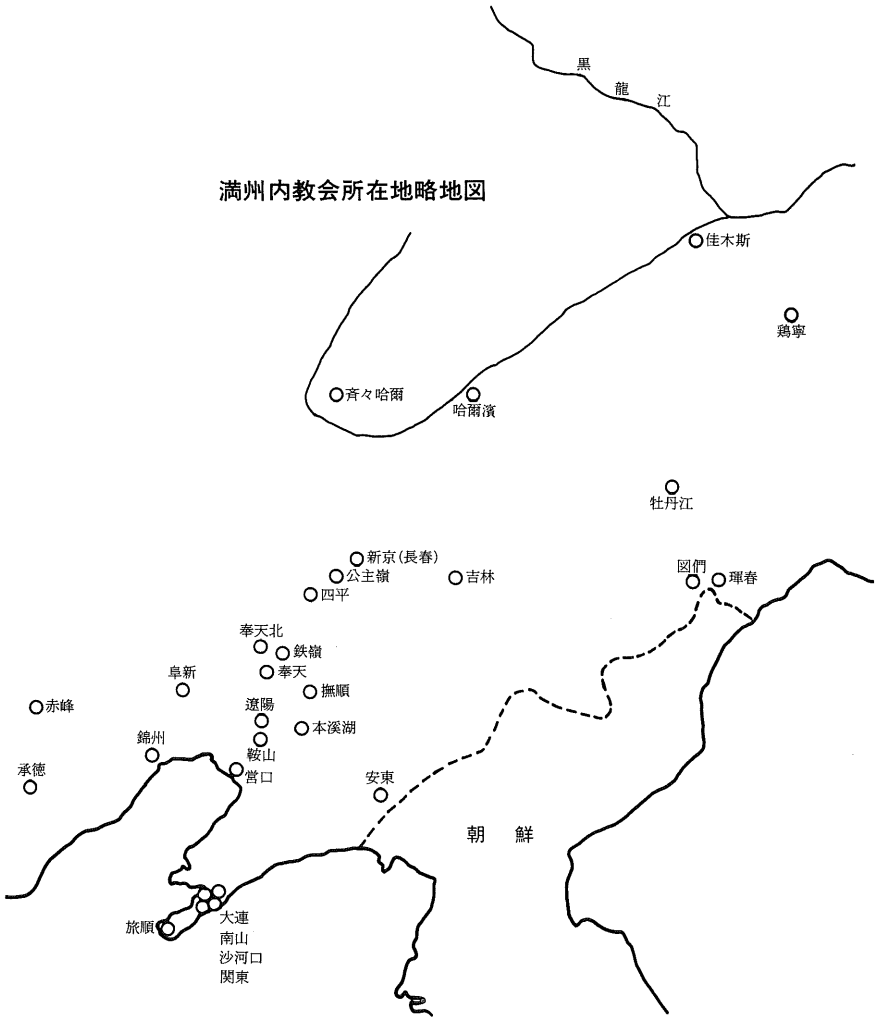 黒龍江
満州内教会所在地略地図
佳木斯
鶏寧
斉々哈爾
哈爾濱
牡丹江
新京(長春)
公主嶺
吉林
図們
琿春
四平
奉天北
鉄嶺
奉天
阜新
撫順
赤峰
遼陽
本溪湖
錦州
鞍山
営口
承徳
安東
朝鮮
旅順
大連
南山
沙河口
関東